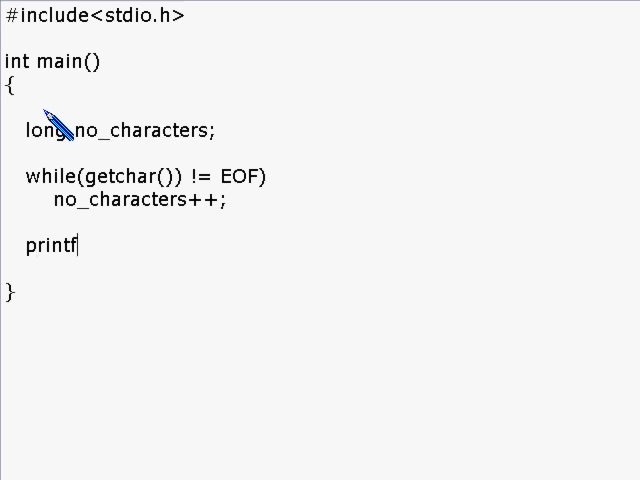 #include<stdio.h>
int main()
{
long no_characters;
while(getchar()) != EOF)
no_characters++;
printf
}